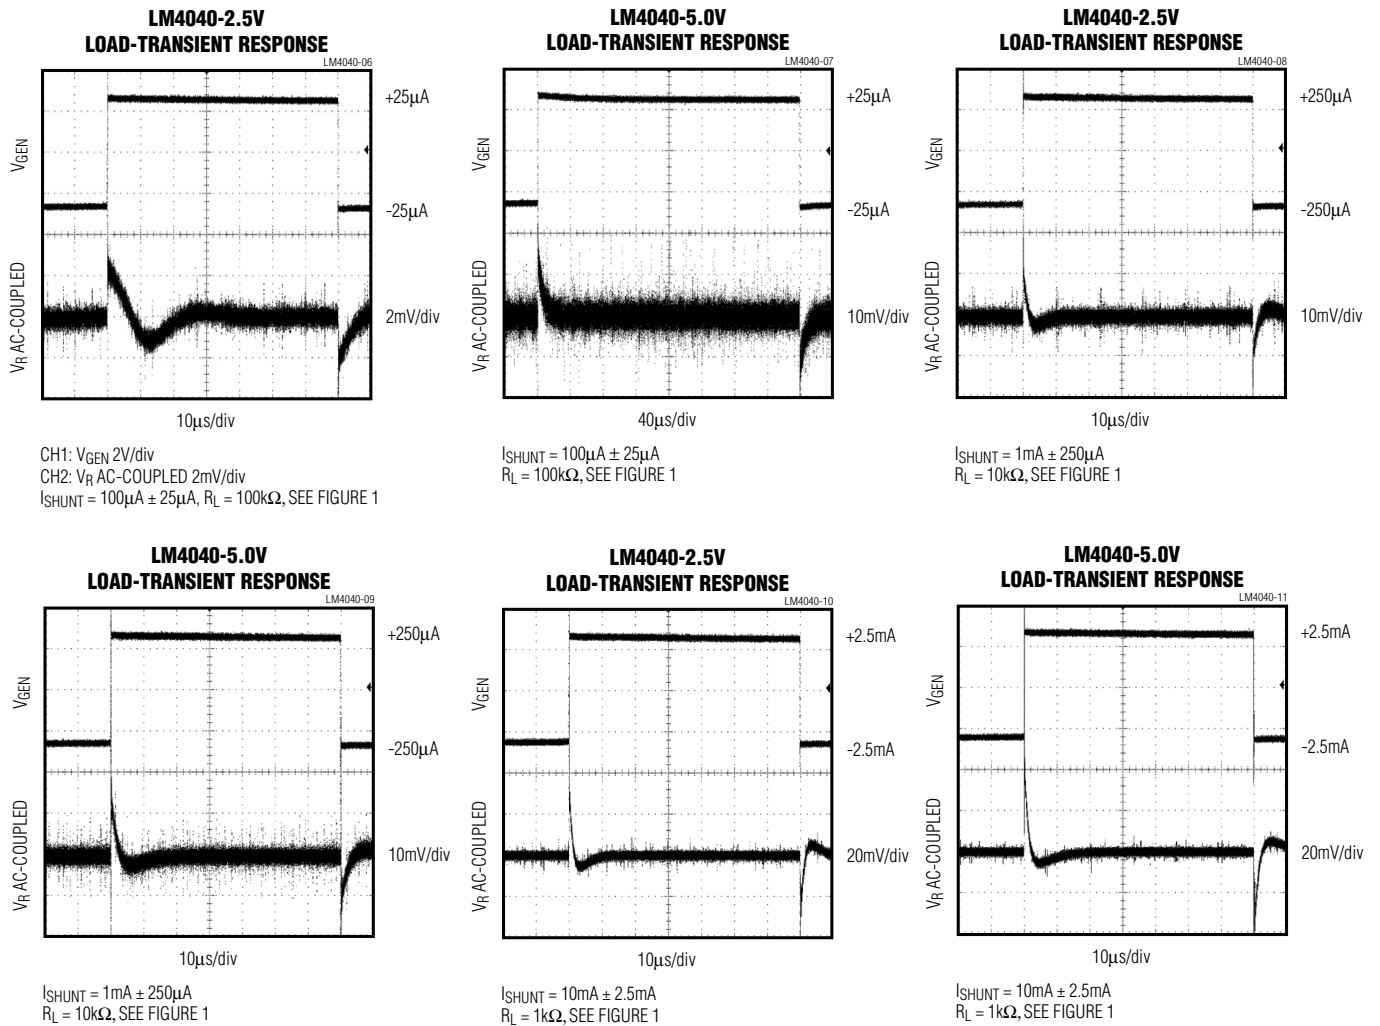 LM4040-2.5V
LOAD-TRANSIENT RESPONSE
LM4040-06
+25µA
VGEN
-25µA
VR AC-COUPLED
2mV/div
10µs/div
CH1: VGEN 2V/div
CH2: VR AC-COUPLED 2mV/div
ISHUNT = 100µA ± 25µA, RL = 100kΩ, SEE FIGURE 1
LM4040-5.0V
LOAD-TRANSIENT RESPONSE
LM4040-07
+25µA
VGEN
-25µA
VR AC-COUPLED
10mV/div
40µs/div
ISHUNT = 100µA ± 25µA
RL = 100kΩ, SEE FIGURE 1
LM4040-2.5V
LOAD-TRANSIENT RESPONSE
LM4040-08
+250µA
VGEN
-250µA
VR AC-COUPLED
10mV/div
10µs/div
ISHUNT = 1mA ± 250µA
RL = 10kΩ, SEE FIGURE 1
LM4040-5.0V
LOAD-TRANSIENT RESPONSE
LM4040-09
+250µA
VGEN
-250µA
VR AC-COUPLED
10mV/div
10µs/div
ISHUNT = 1mA ± 250µA
RL = 10kΩ, SEE FIGURE 1
LM4040-2.5V
LOAD-TRANSIENT RESPONSE
LM4040-10
+2.5mA
VGEN
-2.5mA
VR AC-COUPLED
20mV/div
10µs/div
ISHUNT = 10mA ± 2.5mA
RL = 1kΩ, SEE FIGURE 1
LM4040-5.0V
LOAD-TRANSIENT RESPONSE
LM4040-11
+2.5mA
VGEN
-2.5mA
VR AC-COUPLED
20mV/div
10µs/div
ISHUNT = 10mA ± 2.5mA
RL = 1kΩ, SEE FIGURE 1